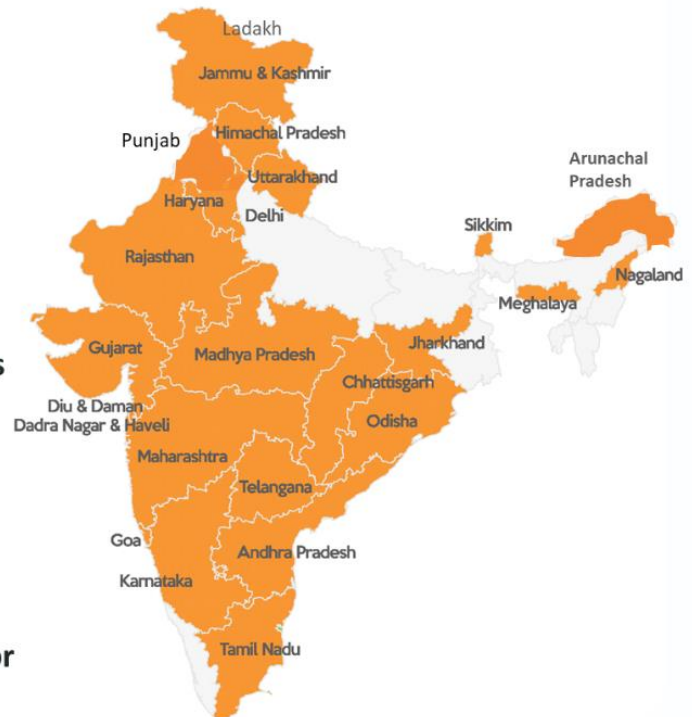 Ladakh
Jammu & Kashmir
Punjab
Himachal Pradesh
Uttarakhand
Haryana
Delhi
Arunachal
Pradesh
Sikkim
Rajasthan
Nagaland
Meghalaya
Gujarat
Madhya Pradesh
Jharkhand
s
Chhattisgarh
Diu & Daman
Dadra Nagar & Haveli
Odisha
Maharashtra
Telangana
Goa
Andhra Pradesh
Karnataka
Tamil Nadu
or